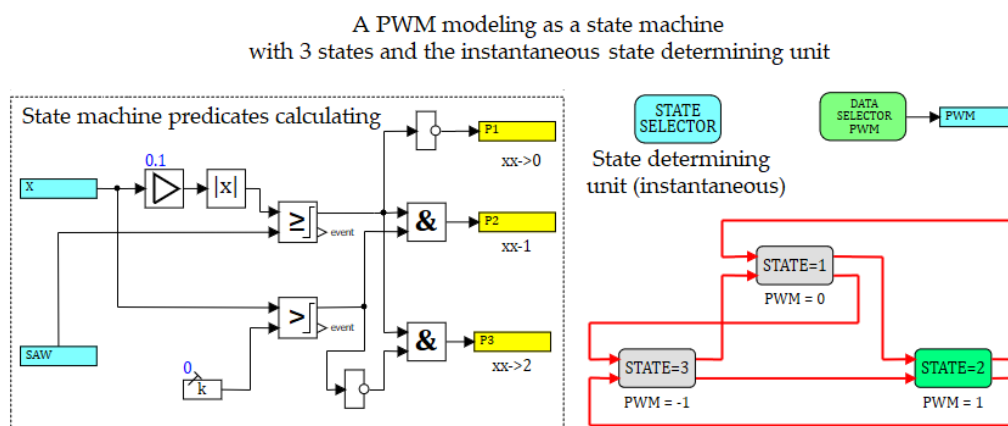 A PWM modeling as a state machine
with 3 states and the instantaneous state determining unit
State machine predicates calculating
0.1
X
|x|
≥
event
&
P1
xx->0
P2
xx-1
>
event
&
P3
xx->2
SAW
0
k
STATE
SELECTOR
DATA
SELECTOR
PWM
PWM
State determining
unit (instantaneous)
STATE=1
PWM = 0
STATE=3
PWM = -1
STATE=2
PWM = 1